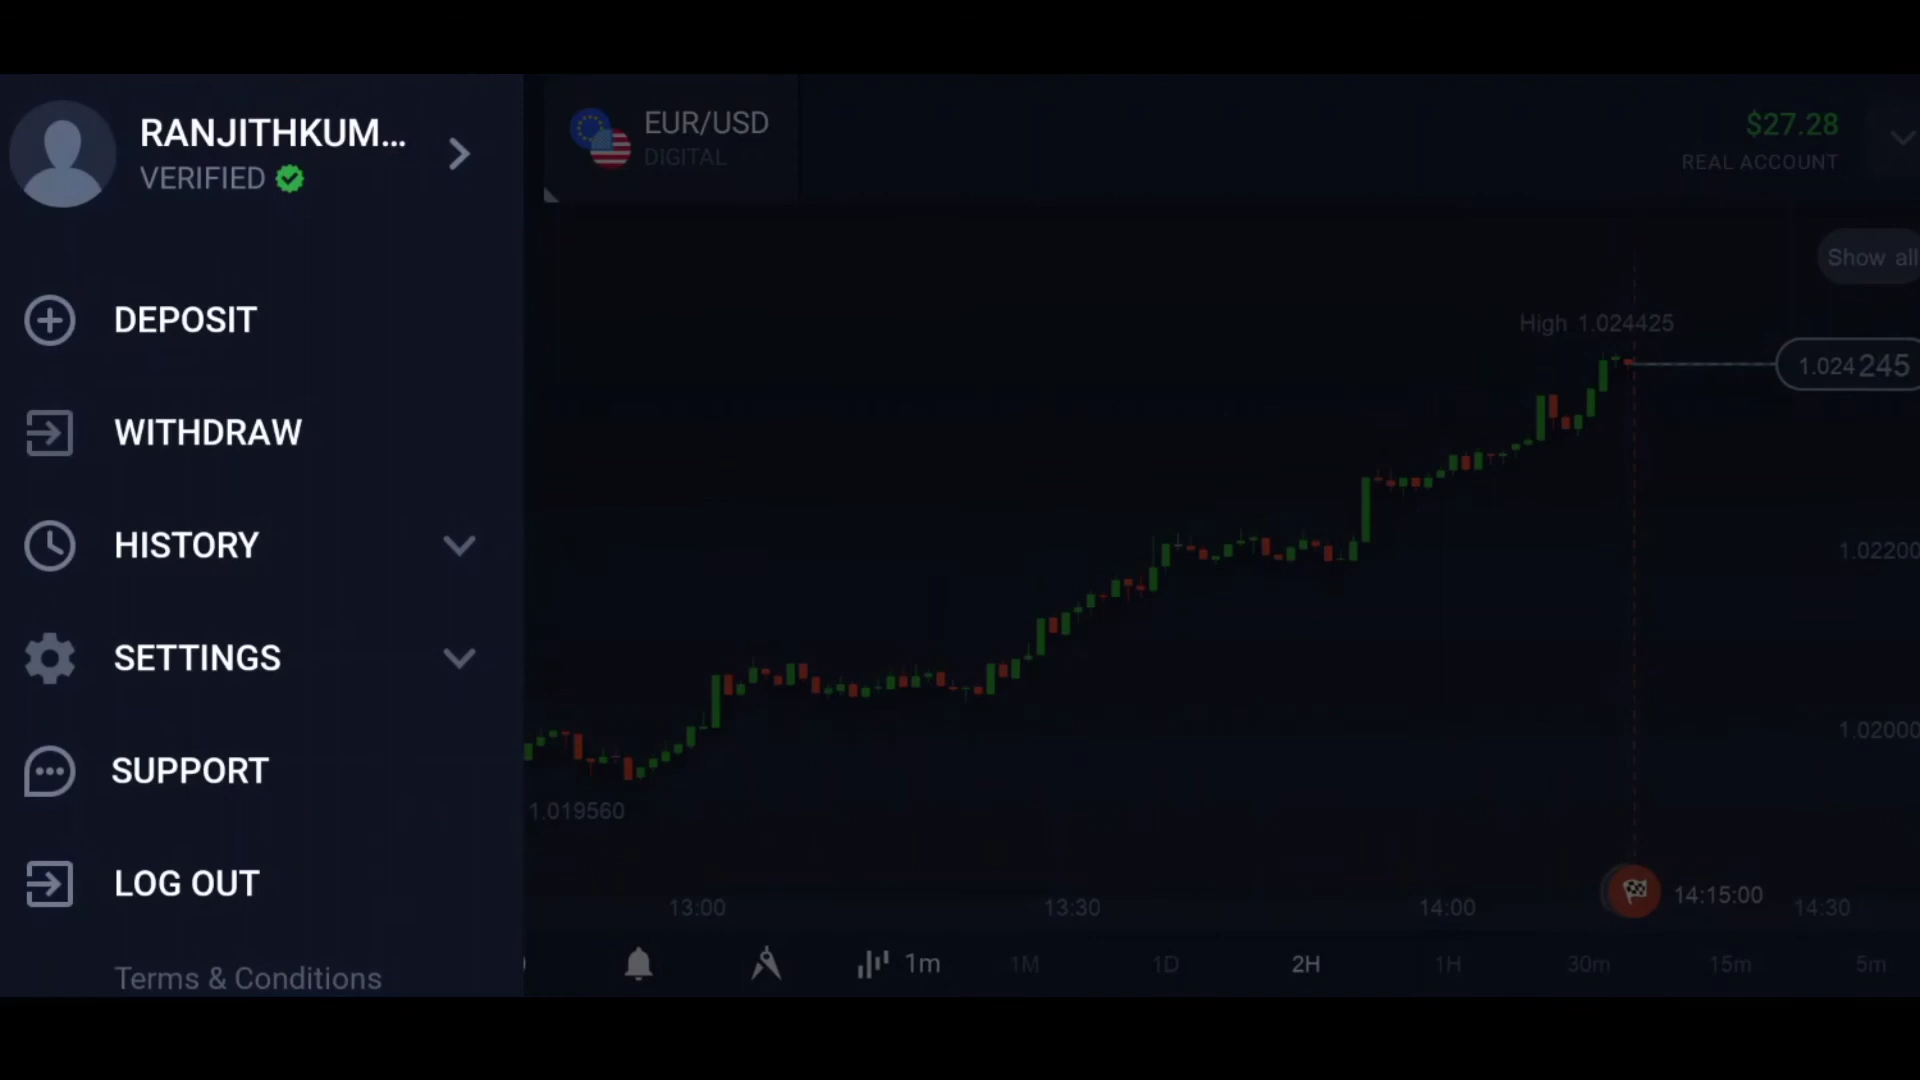 RANJITHKUM...
VERIFIED
DEPOSIT
WITHDRAW
HISTORY
SETTINGS
SUPPORT
LOG OUT
Terms & Conditions
EUR/USD
DIGITAL
$27.28
REAL ACCOUNT
Show all
High 1.024425
1.024245
1.02200
1.02000
1.019560
13:00
13:30
14:00
14:15:00
14:30
1m
1M
1D
2H
1H
30m
15m
5m